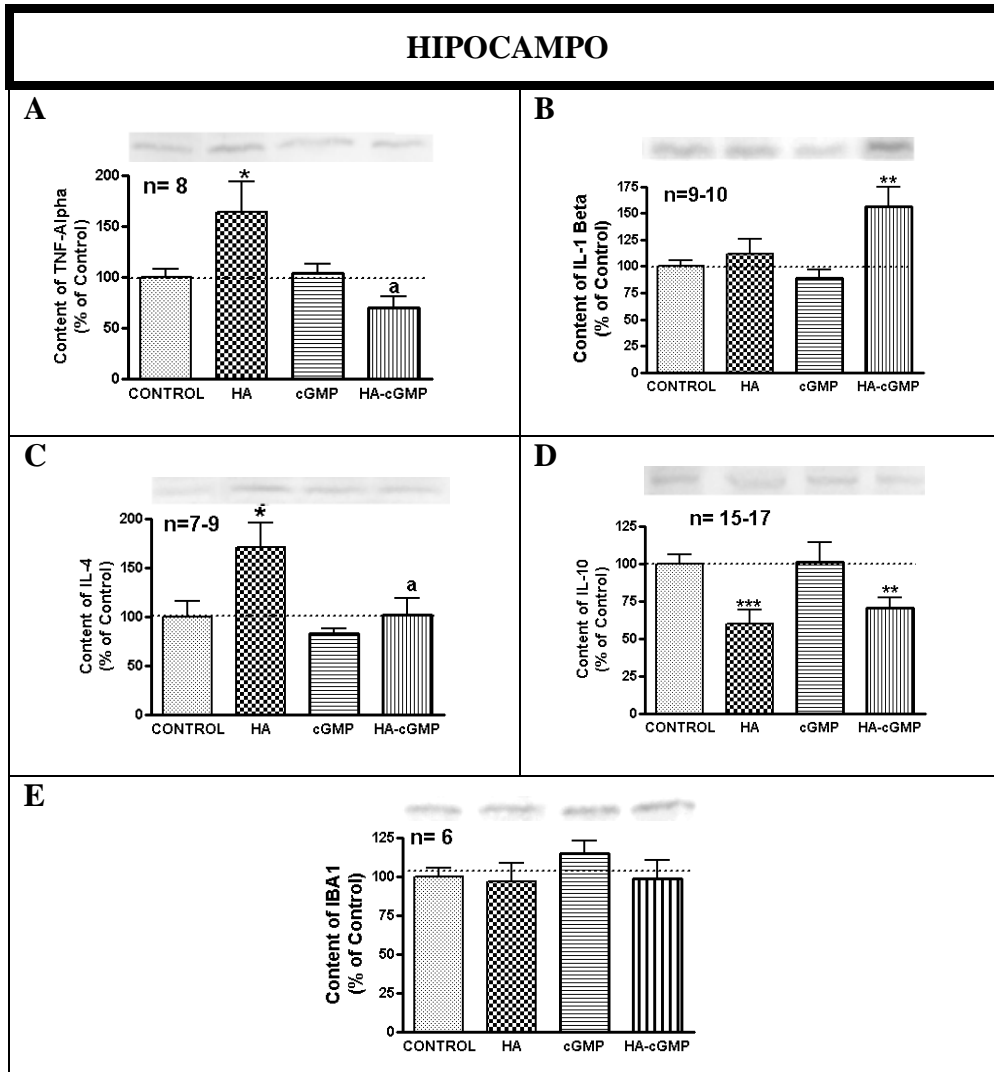 HIPOCAMPO
A
n= 8
Content of TNF-Alpha
(% of Control)
200
150
100
50
0
*
a
CONTROL HA cGMP HA-cGMP
B
n=9-10
Content of IL-1 Beta
(% of Control)
175
150
125
100
75
50
25
0
**
CONTROL HA cGMP HA-cGMP
C
n=7-9
Content of IL-4
(% of Control)
200
150
100
50
0
*
a
CONTROL HA cGMP HA-cGMP
D
n= 15-17
Content of IL-10
(% of Control)
125
100
75
50
25
0
***
**
CONTROL HA cGMP HA-cGMP
E
n= 6
Content of IBA1
(% of Control)
125
100
75
50
25
0
CONTROL HA cGMP HA-cGMP